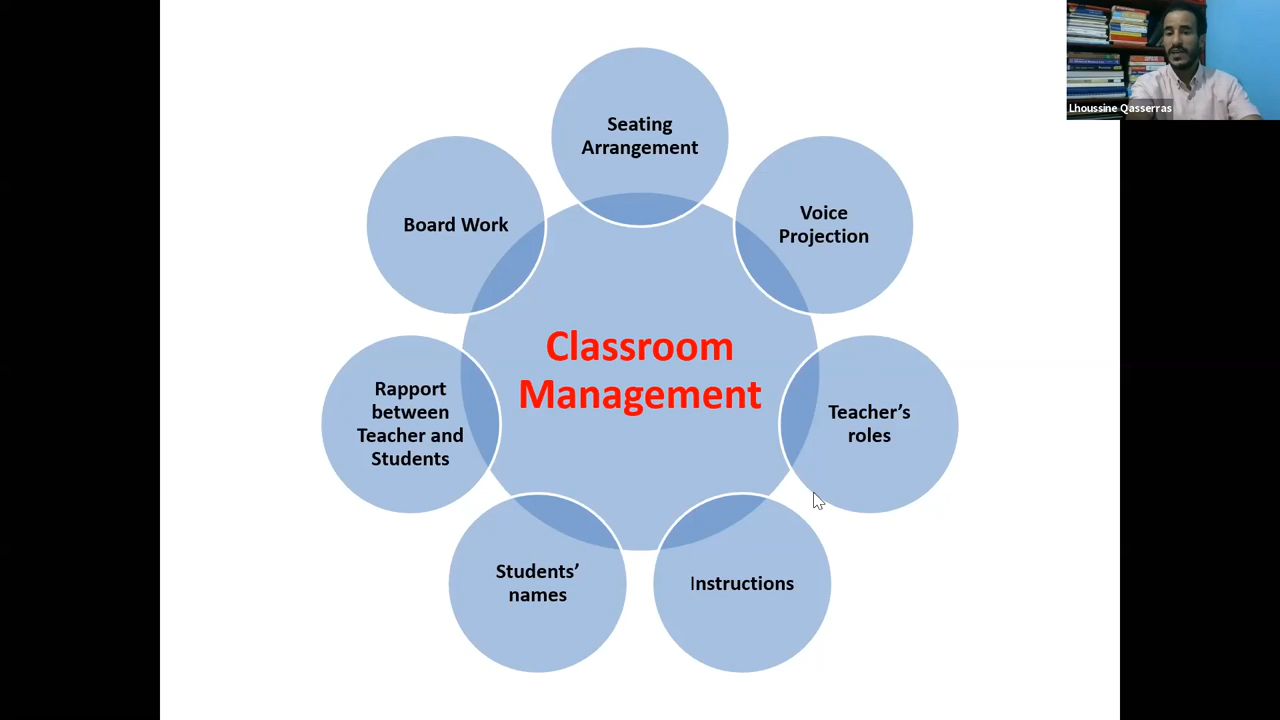 Lhoussine Qasserras
Seating
Arrangement
Voice
Projection
Teacher’s
roles
Instructions
Students’
names
Rapport
between
Teacher and
Students
Board Work
Classroom
Management